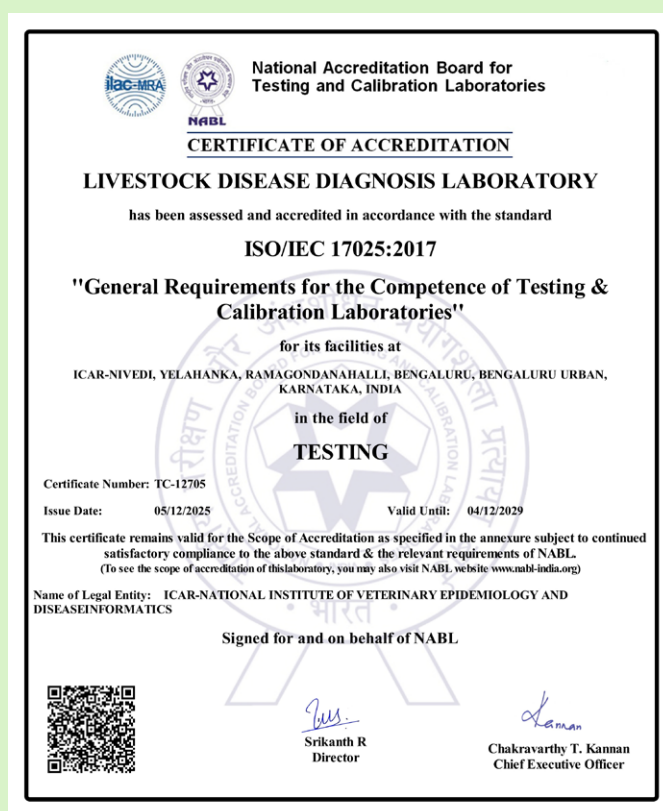 ilac-MRA
NABL
National Accreditation Board for
Testing and Calibration Laboratories
CERTIFICATE OF ACCREDITATION
LIVESTOCK DISEASE DIAGNOSIS LABORATORY
has been assessed and accredited in accordance with the standard
ISO/IEC 17025:2017
"General Requirements for the Competence of Testing &
Calibration Laboratories"
for its facilities at
ICAR-NIVEDI, YELAHANKA, RAMAGONDANAHALLI, BENGALURU, BENGALURU URBAN,
KARNATAKA, INDIA
in the field of
TESTING
Certificate Number: TC-12705
Issue Date: 05/12/2025 Valid Until: 04/12/2029
This certificate remains valid for the Scope of Accreditation as specified in the annexure subject to continued
satisfactory compliance to the above standard & the relevant requirements of NABL.
(To see the scope of accreditation of thislaboratory, you may also visit NABL website www.nabl-india.org)
Name of Legal Entity: ICAR-NATIONAL INSTITUTE OF VETERINARY EPIDEMIOLOGY AND
DISEASEINFORMATICS
भारत
Signed for and on behalf of NABL
Kannan
Srikanth R
Director
Chakravarthy T. Kannan
Chief Executive Officer